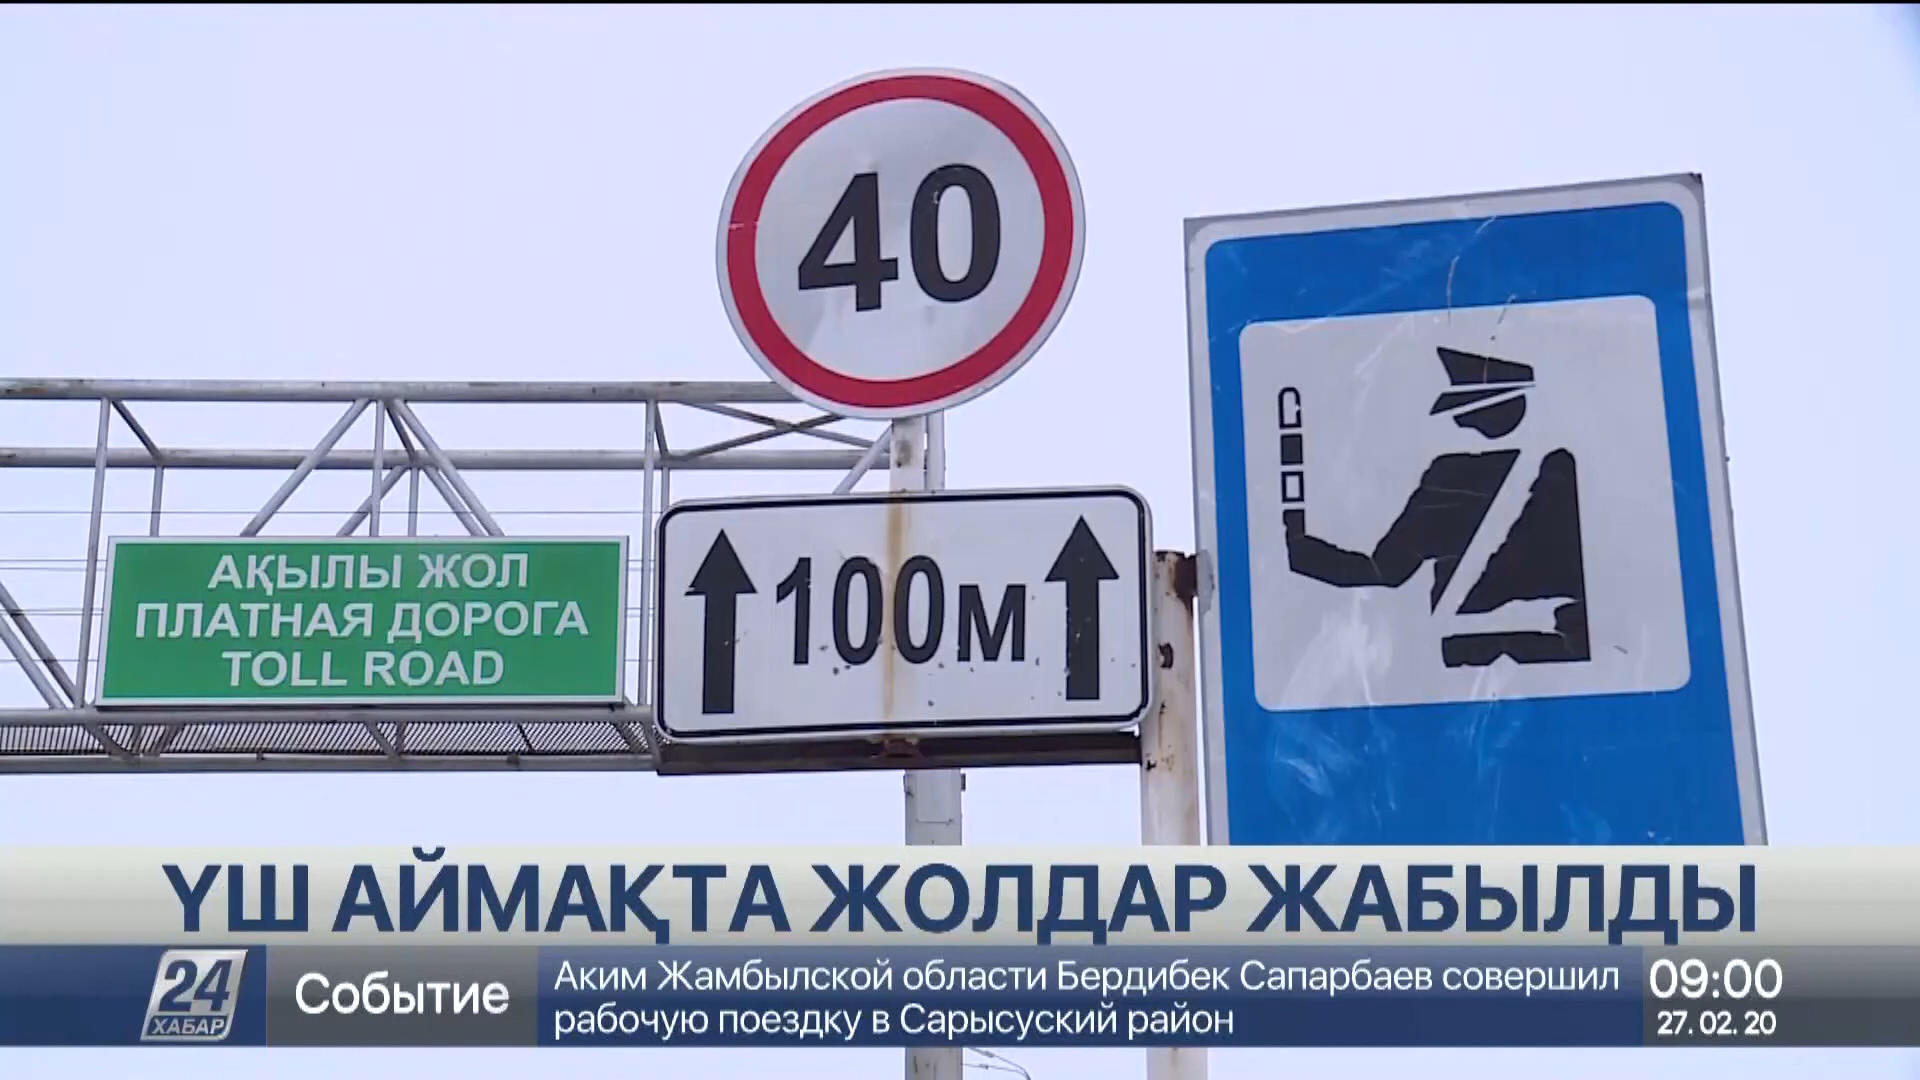 40
АҚЫЛЫ ЖОЛ
ПЛАТНАЯ ДОРОГА
TOLL ROAD
100м
ҮШ АЙМАҚТА ЖОЛДАР ЖАБЫЛДЫ
24
ХАБАР
Событие
Аким Жамбылской области Бердибек Сапарбаев совершил
рабочую поездку в Сарысуский район
09:00
27. 02. 20